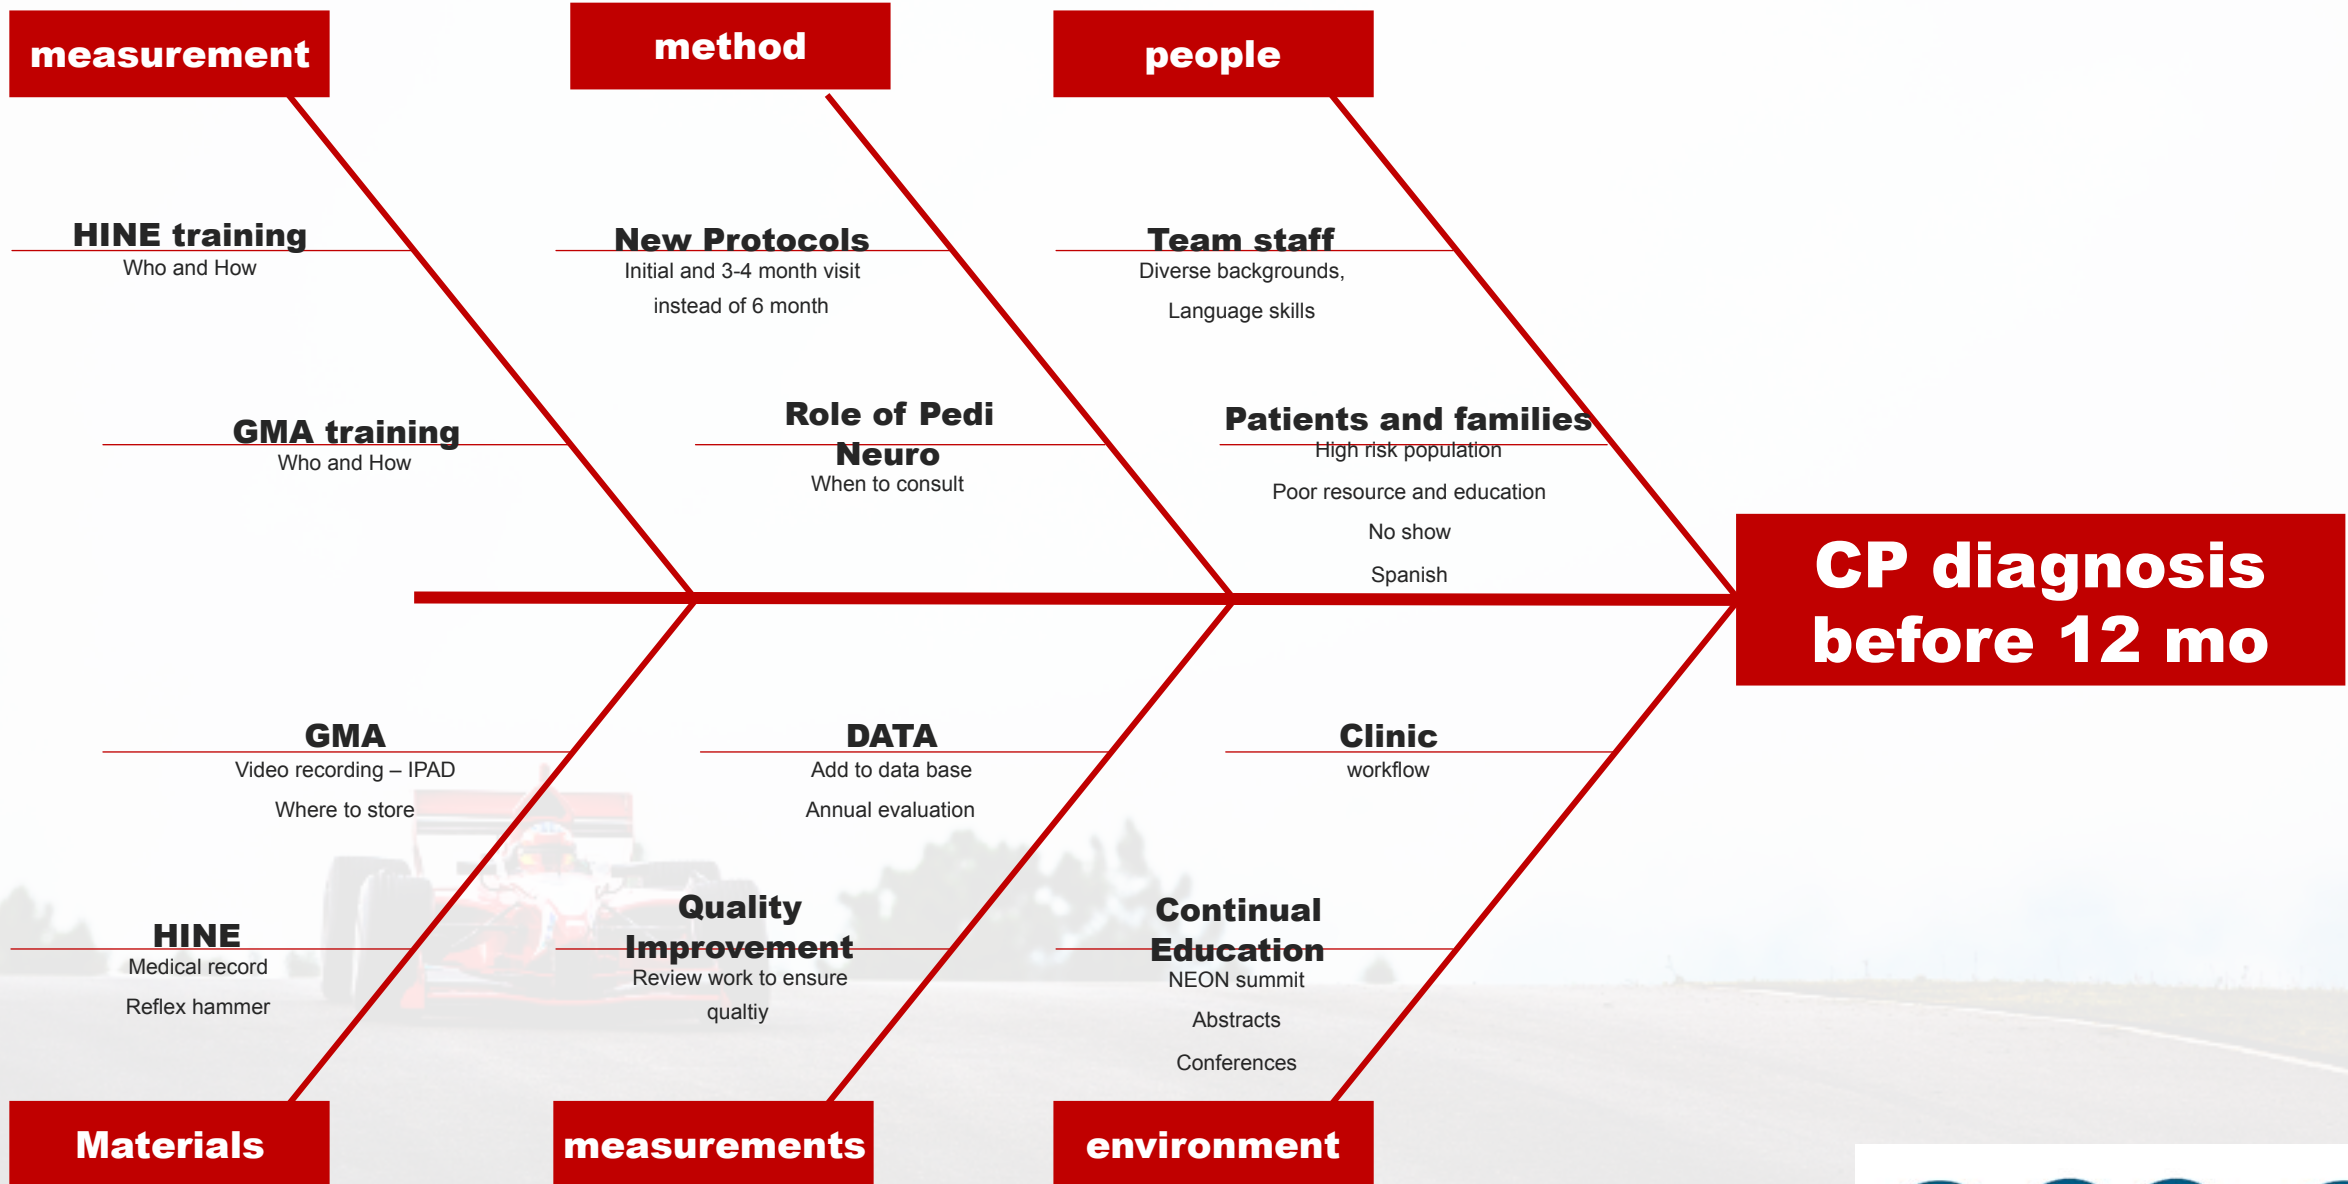 measurement
method
people
HINE training
Who and How
New Protocols
Initial and 3-4 month visit
instead of 6 month
Team staff
Diverse backgrounds,
Language skills
GMA training
Who and How
Role of Pedi
Neuro
When to consult
Patients and families
High risk population
Poor resource and education
No show
Spanish
CP diagnosis
before 12 mo
GMA
Video recording – IPAD
Where to store
DATA
Add to data base
Annual evaluation
Clinic
workflow
HINE
Medical record
Reflex hammer
Quality
Improvement
Review work to ensure
qualtiy
Continual
Education
NEON summit
Abstracts
Conferences
Materials
measurements
environment